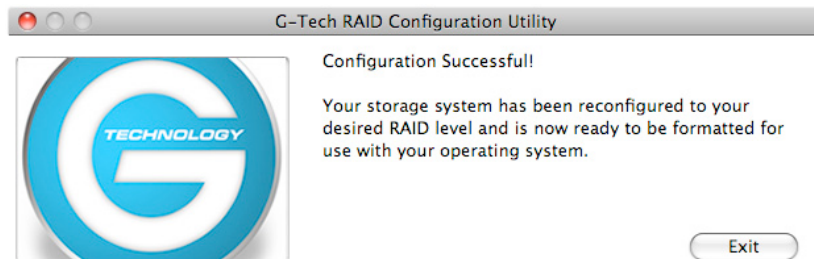 G-Tech RAID Configuration Utility
Configuration Successful!
Your storage system has been reconfigured to your
desired RAID level and is now ready to be formatted for
use with your operating system.
TECHNOLOGY
Exit